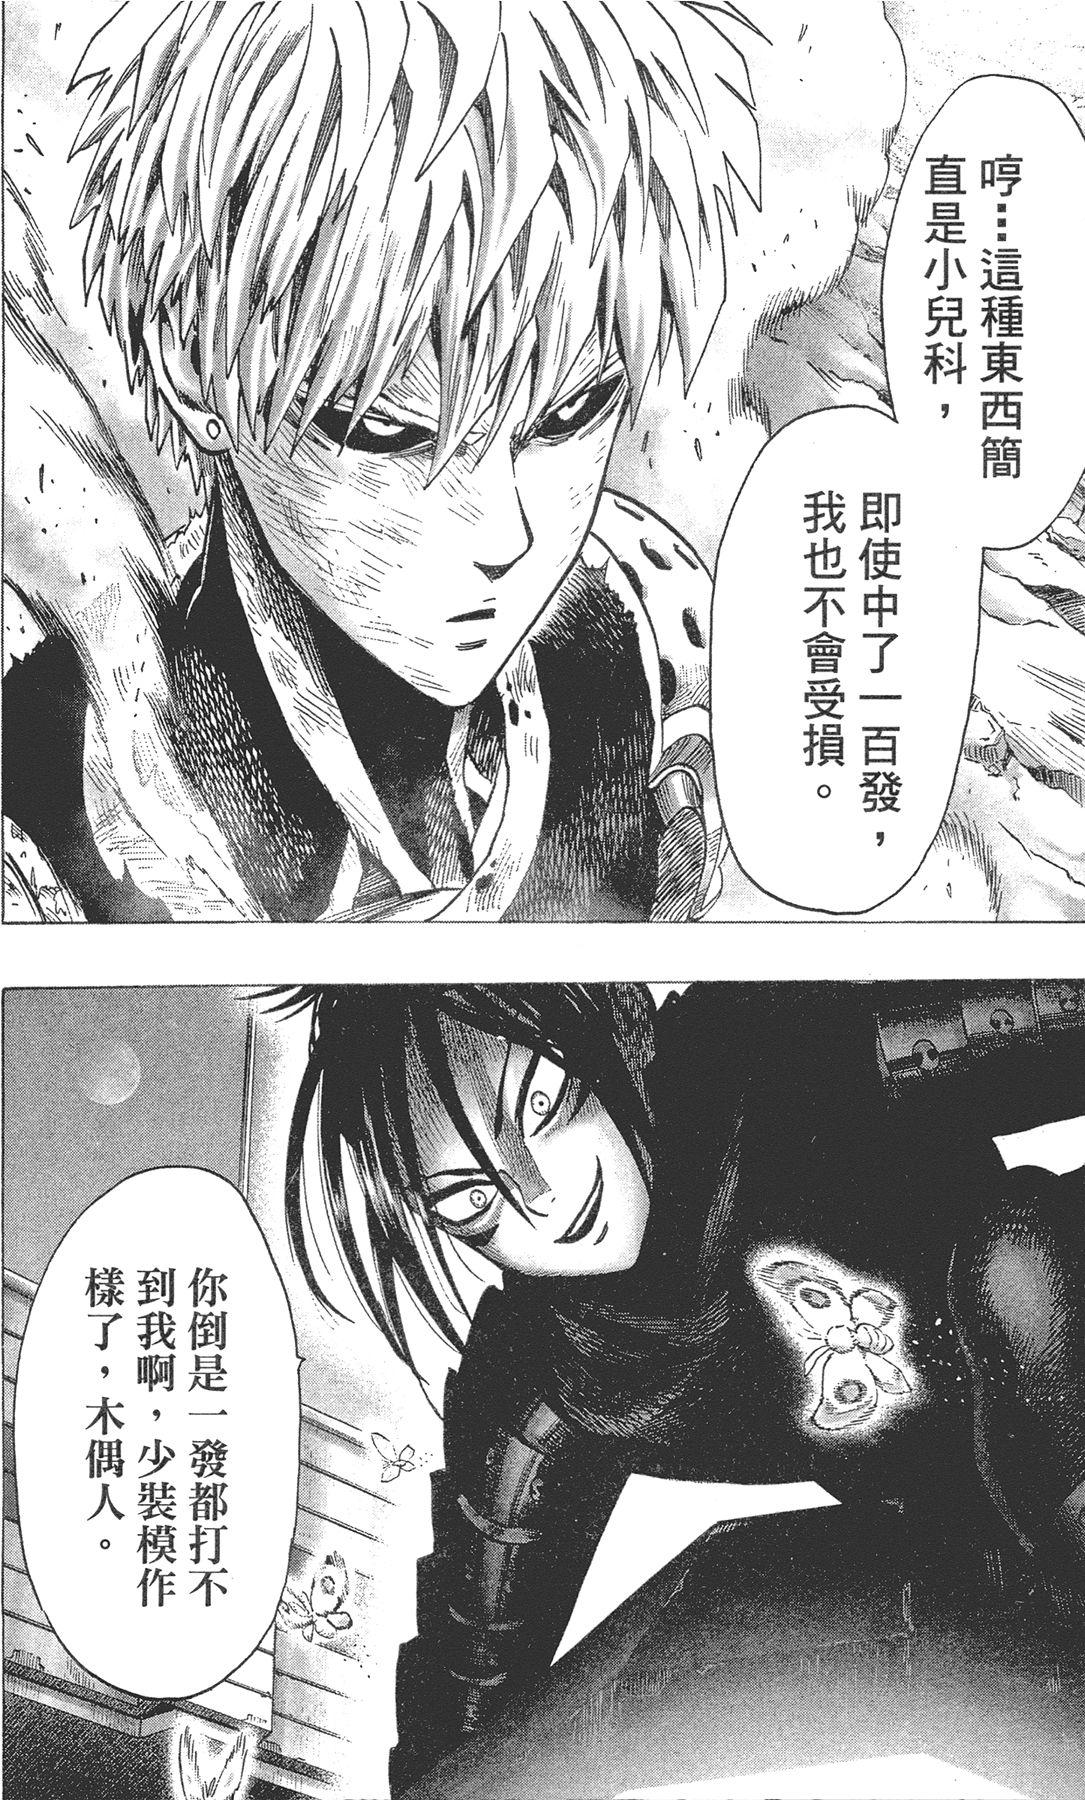 哼……這種東西簡
直是小兒科，
即使中了一百發，
我也不會受損。
你倒是一發都打不
到我啊，少裝模作
樣了，木偶人。